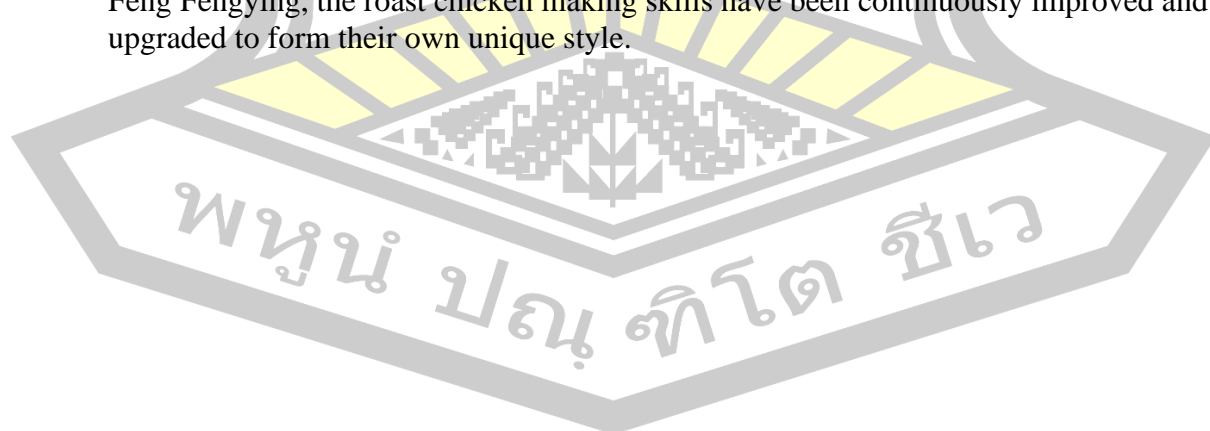 Feng Fengying, the roast chicken making skills have been continuously improved and
upgraded to form their own unique style.
พหูนํ ปณฺฑิโต ชีเว